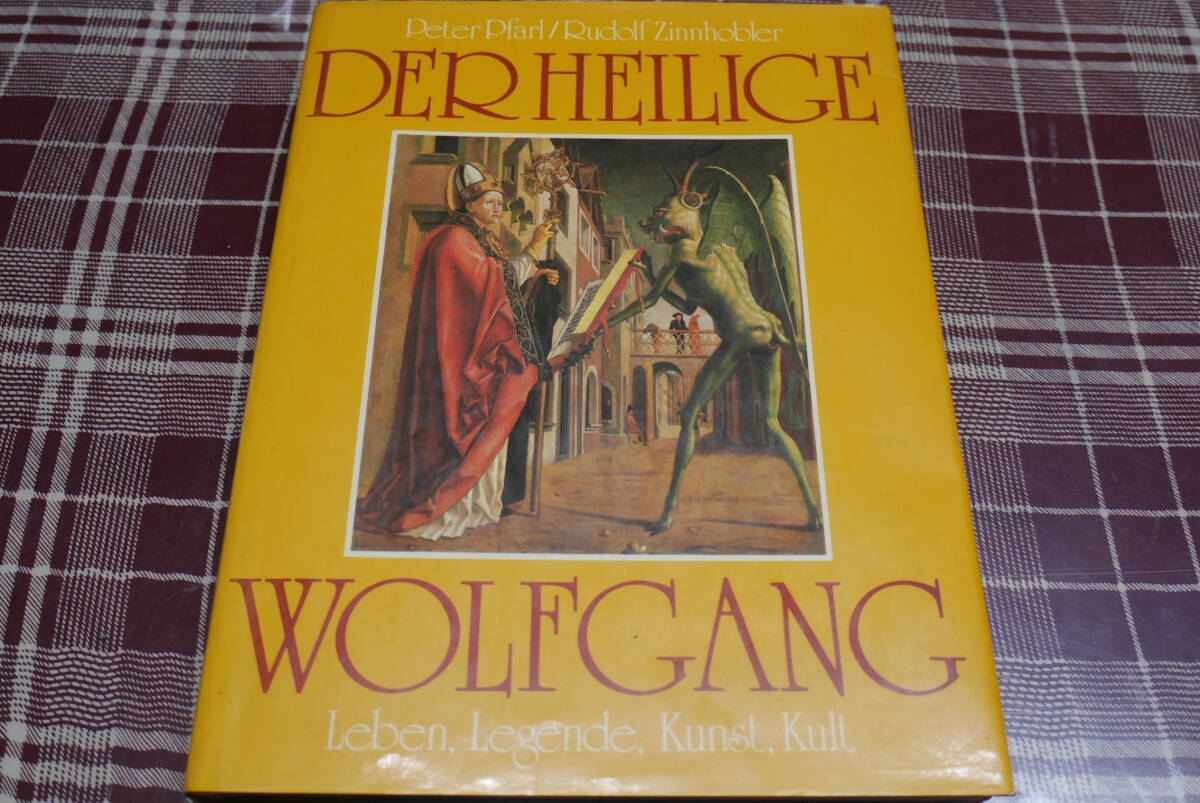 Peter Pfarl/Rudolf Zinnhobler
DER HEILIGE
WOLFGANG
Leben, Legende, Kunst, Kult